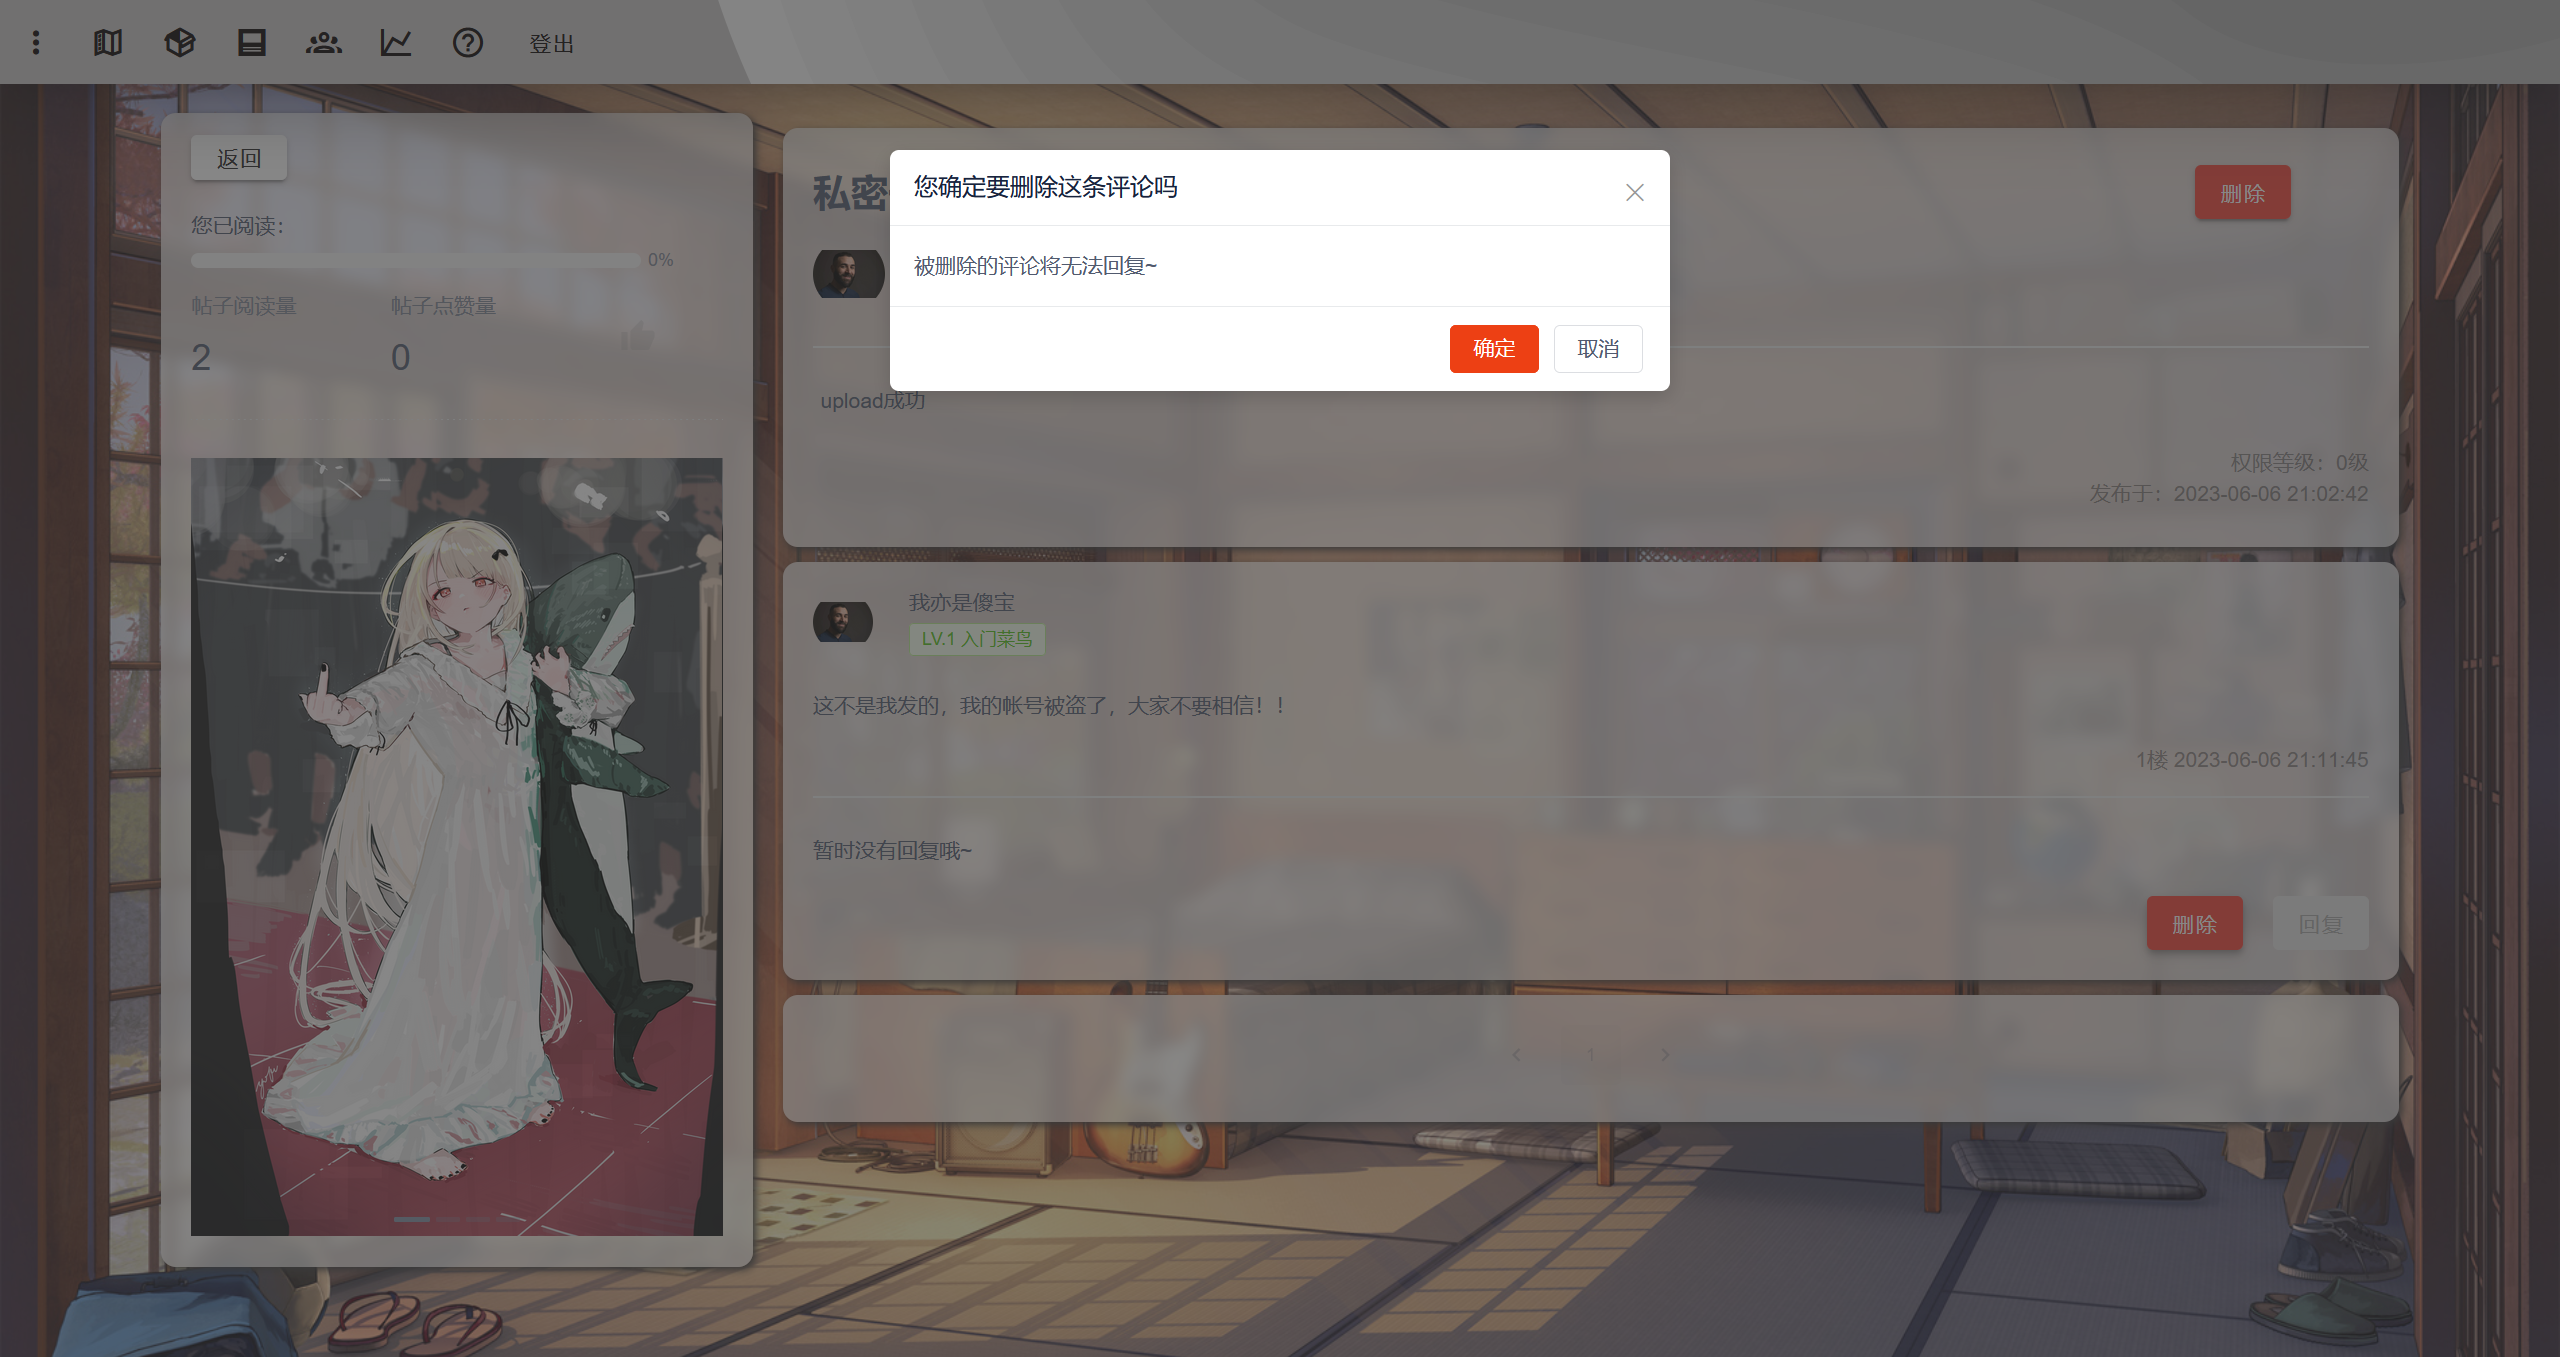 登出
返回
您已阅读：
0%
帖子阅读量 帖子点赞量
2 0
私密
删除
您确定要删除这条评论吗
被删除的评论将无法回复~
确定 取消
upload成功
权限等级：0级
发布于：2023-06-06 21:02:42
我亦是傻宝
LV.1 入门菜鸟
这不是我发的，我的帐号被盗了，大家不要相信！！
1楼 2023-06-06 21:11:45
暂时没有回复哦~
删除 回复
1